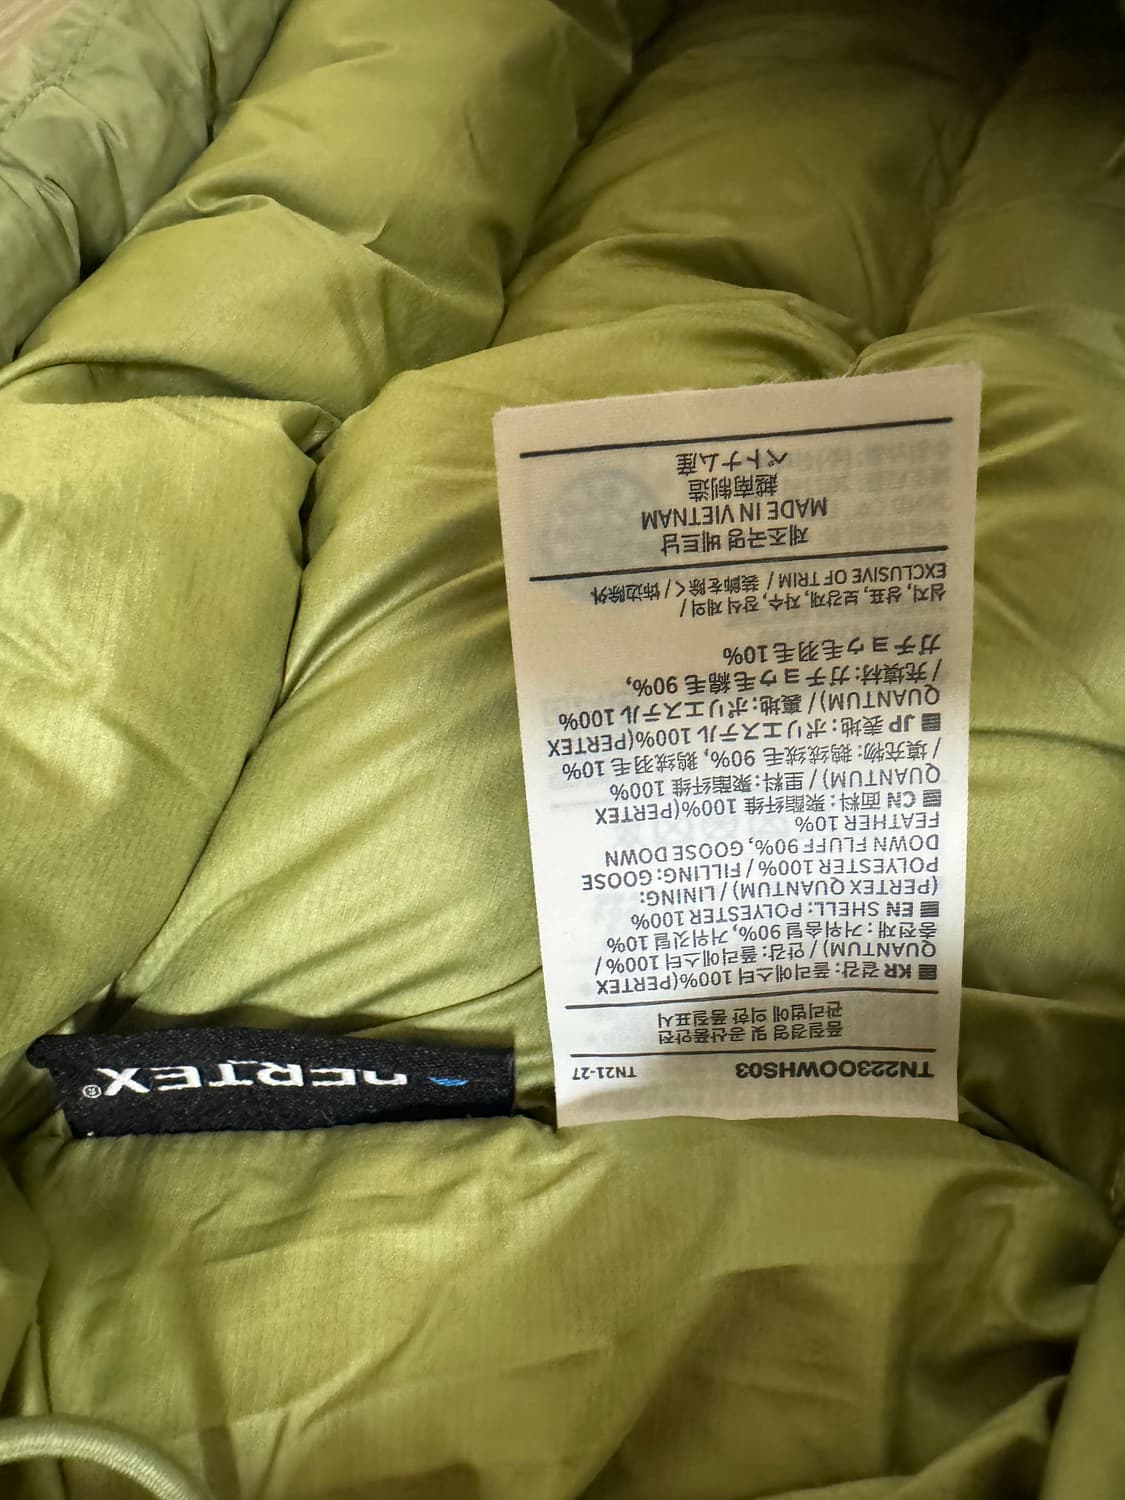 TN223OOWHS03 TN21-27
품질경영 및 공산품안전
관리법에 의한 품질표시
KR 겉감: 폴리에스터 100%(PERTEX
QUANTUM) / 안감: 폴리에스터 100% /
충전재: 거위솜털 90%, 거위깃털 10%
EN SHELL: POLYESTER 100%
(PERTEX QUANTUM) / LINING:
POLYESTER 100% / FILLING: GOOSE
DOWN FLUFF 90%, GOOSE DOWN
FEATHER 10%
CN 面料: 聚酯纤维 100%(PERTEX
QUANTUM) / 里料: 聚酯纤维 100%
/ 填充物: 鹅绒绒毛 90%, 鹅绒羽毛 10%
JP 表地: ポリエステル 100%(PERTEX
QUANTUM) / 裏地: ポリエステル 100%
/ 充填材: ガチョウ毛綿毛 90%,
ガチョウ毛羽毛 10%
심지, 상표, 보강재, 자수, 장식 제외 /
EXCLUSIVE OF TRIM / 装飾を除く / 饰边除外
제조국명 베트남
MADE IN VIETNAM
越南制造
ベトナム産
PERTEX®